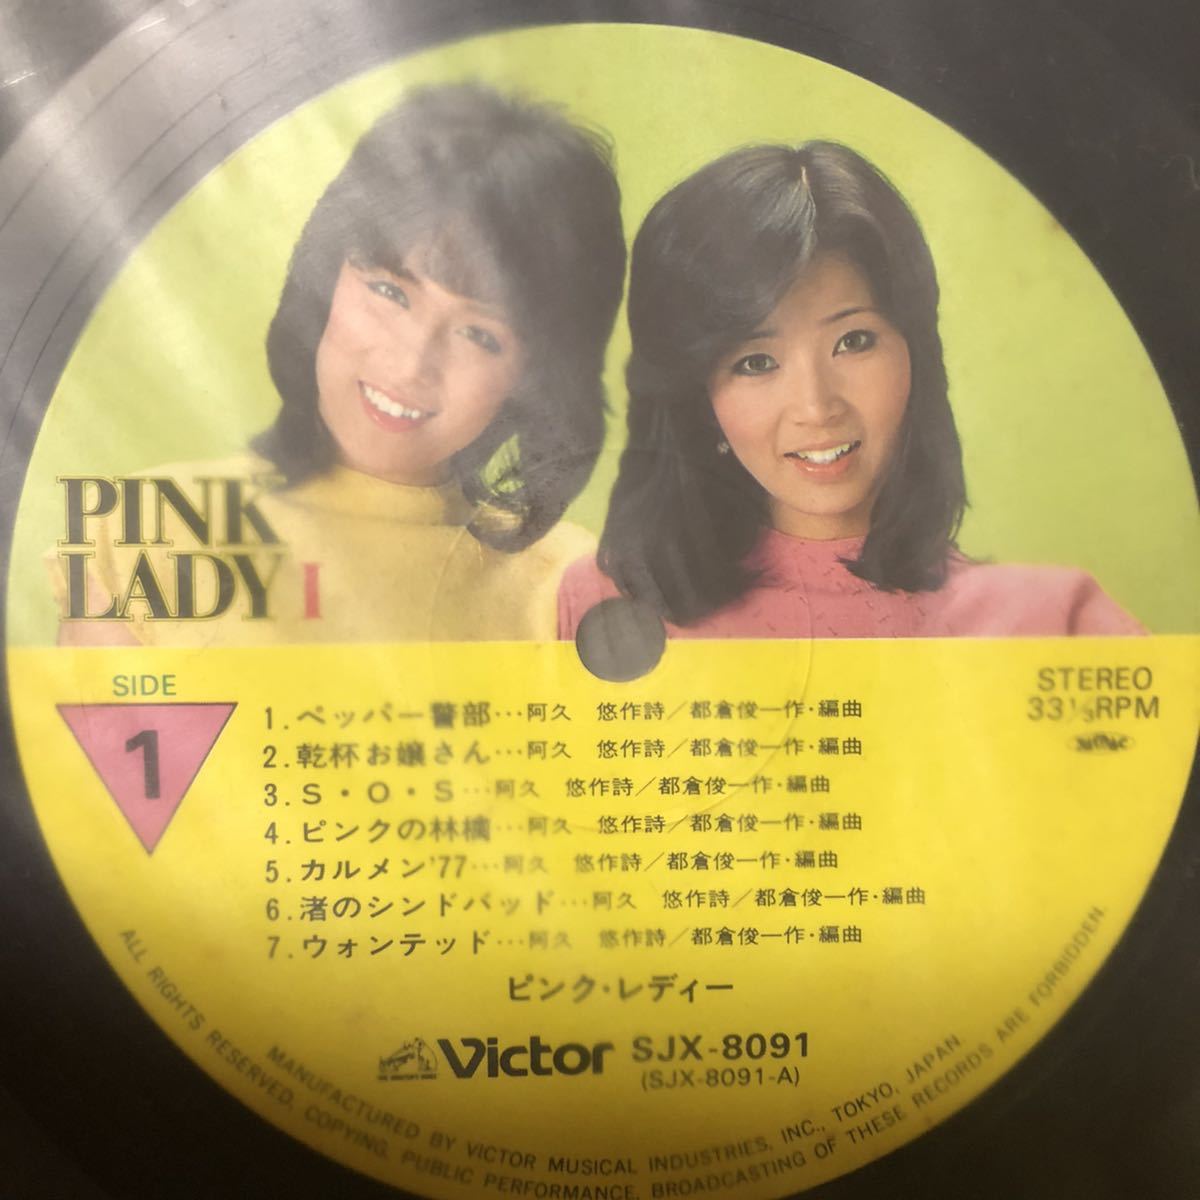 PINK
LADY I
SIDE
1
STEREO
33⅓RPM
1. ペッパー警部…阿久 悠作詩／都倉俊一作・編曲
2. 乾杯お嬢さん…阿久 悠作詩／都倉俊一作・編曲
3. S・O・S…阿久 悠作詩／都倉俊一作・編曲
4. ピンクの林檎…阿久 悠作詩／都倉俊一作・編曲
5. カルメン'77…阿久 悠作詩／都倉俊一作・編曲
6. 渚のシンドバッド…阿久 悠作詩／都倉俊一作・編曲
7. ウォンテッド…阿久 悠作詩／都倉俊一作・編曲
ピンク・レディー
Victor SJX-8091
(SJX-8091-A)
MANUFACTURED BY VICTOR MUSICAL INDUSTRIES, INC., TOKYO, JAPAN.
ALL RIGHTS RESERVED. COPYING, PUBLIC PERFORMANCE, BROADCASTING OF THESE RECORDS ARE FORBIDDEN.